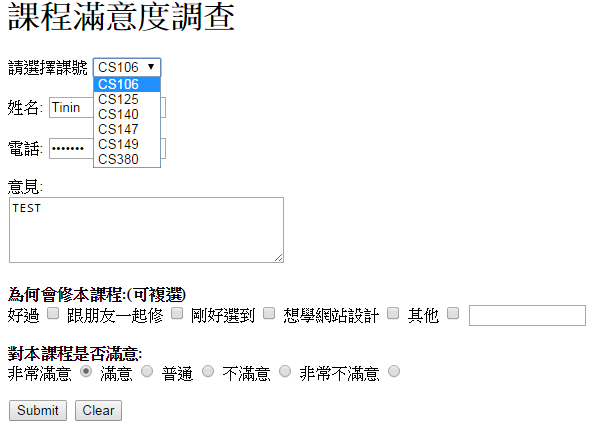 課程滿意度調查
請選擇課號 CS106
CS106
CS125
CS140
CS147
CS149
CS380
姓名: Tinin
電話: •••••••
意見:
TEST
為何會修本課程:(可複選)
好過 跟朋友一起修 剛好選到 想學網站設計 其他
對本課程是否滿意:
非常滿意 滿意 普通 不滿意 非常不滿意
Submit Clear